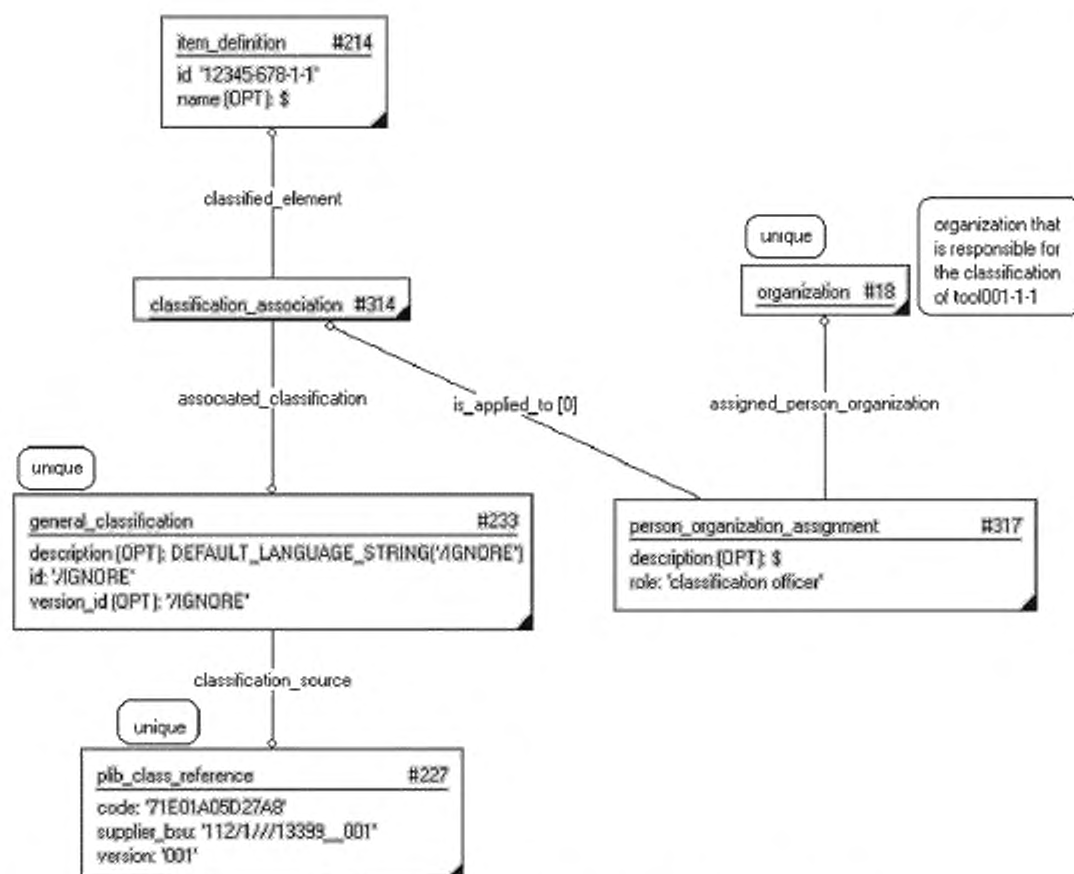 item_definition #214
id: "12345-678-1-1"
name (OPT): $
classified_element
unique
organization that
is responsible for
the classification
of tool001-1-1
organization #18
classification_association #314
associated_classification
is_applied_to [0]
assigned_person_organization
unique
general_classification #233
description (OPT): DEFAULT_LANGUAGE_STRING('/IGNORE')
id: '/IGNORE"
version_id (OPT): "/IGNORE"
person_organization_assignment #317
description (OPT): $
role: 'classification officer'
classification_source
unique
plib_class_reference #227
code: '71E01A05D27A8'
supplier_bsu: "112/1///13399__001"
version: '001'